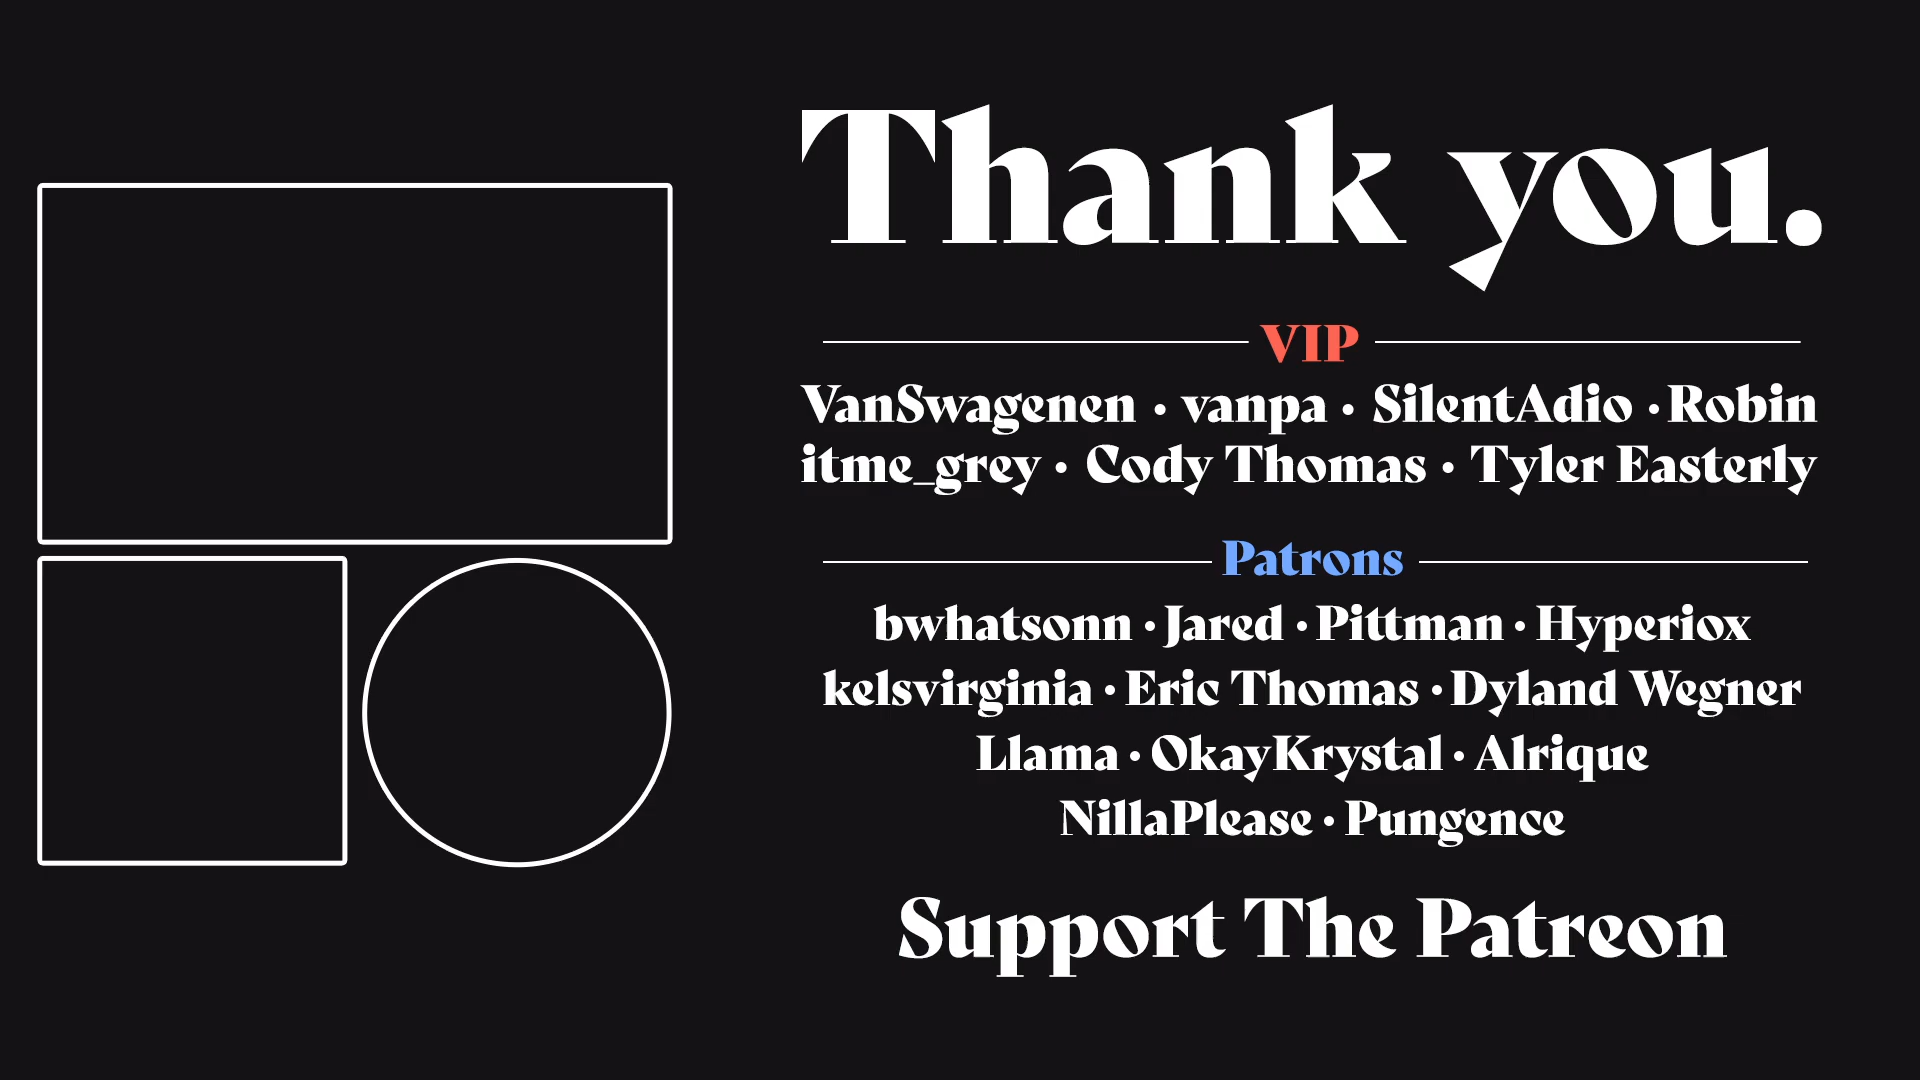 Thank you.
VIP
VanSwagenen • vanpa • SilentAdio • Robin
itme_grey • Cody Thomas • Tyler Easterly
Patrons
bwhatsonn • Jared • Pittman • Hyperiox
kelsvirginia • Eric Thomas • Dyland Wegner
Llama • OkayKrystal • Alrique
NillaPlease • Pungence
Support The Patreon